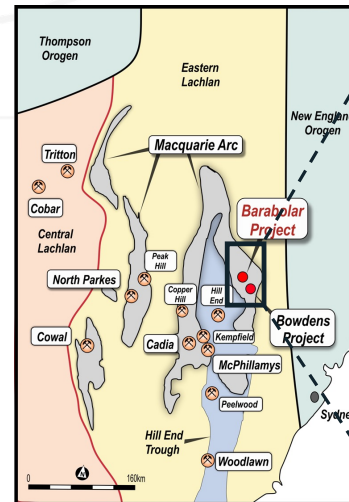 Thompson
Orogen
Eastern
Lachlan
New England
Orogen
Macquarie Arc
Tritton
Cobar
Central
Lachlan
Barabolar
Project
Peak
Hill
North Parkes
Copper
Hill
Hill
End
Bowdens
Project
Cowal
Cadia
Kempfield
McPhillamys
Sydne
Peelwood
Hill End
Trough
Woodlawn
0
160km